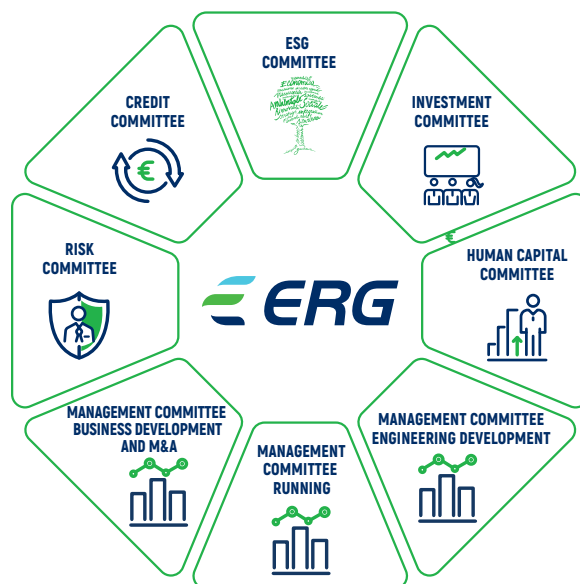 ESG
COMMITTEE
CREDIT
COMMITTEE
€
INVESTMENT
COMMITTEE
RISK
COMMITTEE
€
HUMAN CAPITAL
COMMITTEE
ERG
MANAGEMENT COMMITTEE
BUSINESS DEVELOPMENT
AND M&A
MANAGEMENT COMMITTEE
ENGINEERING DEVELOPMENT
MANAGEMENT
COMMITTEE
RUNNING